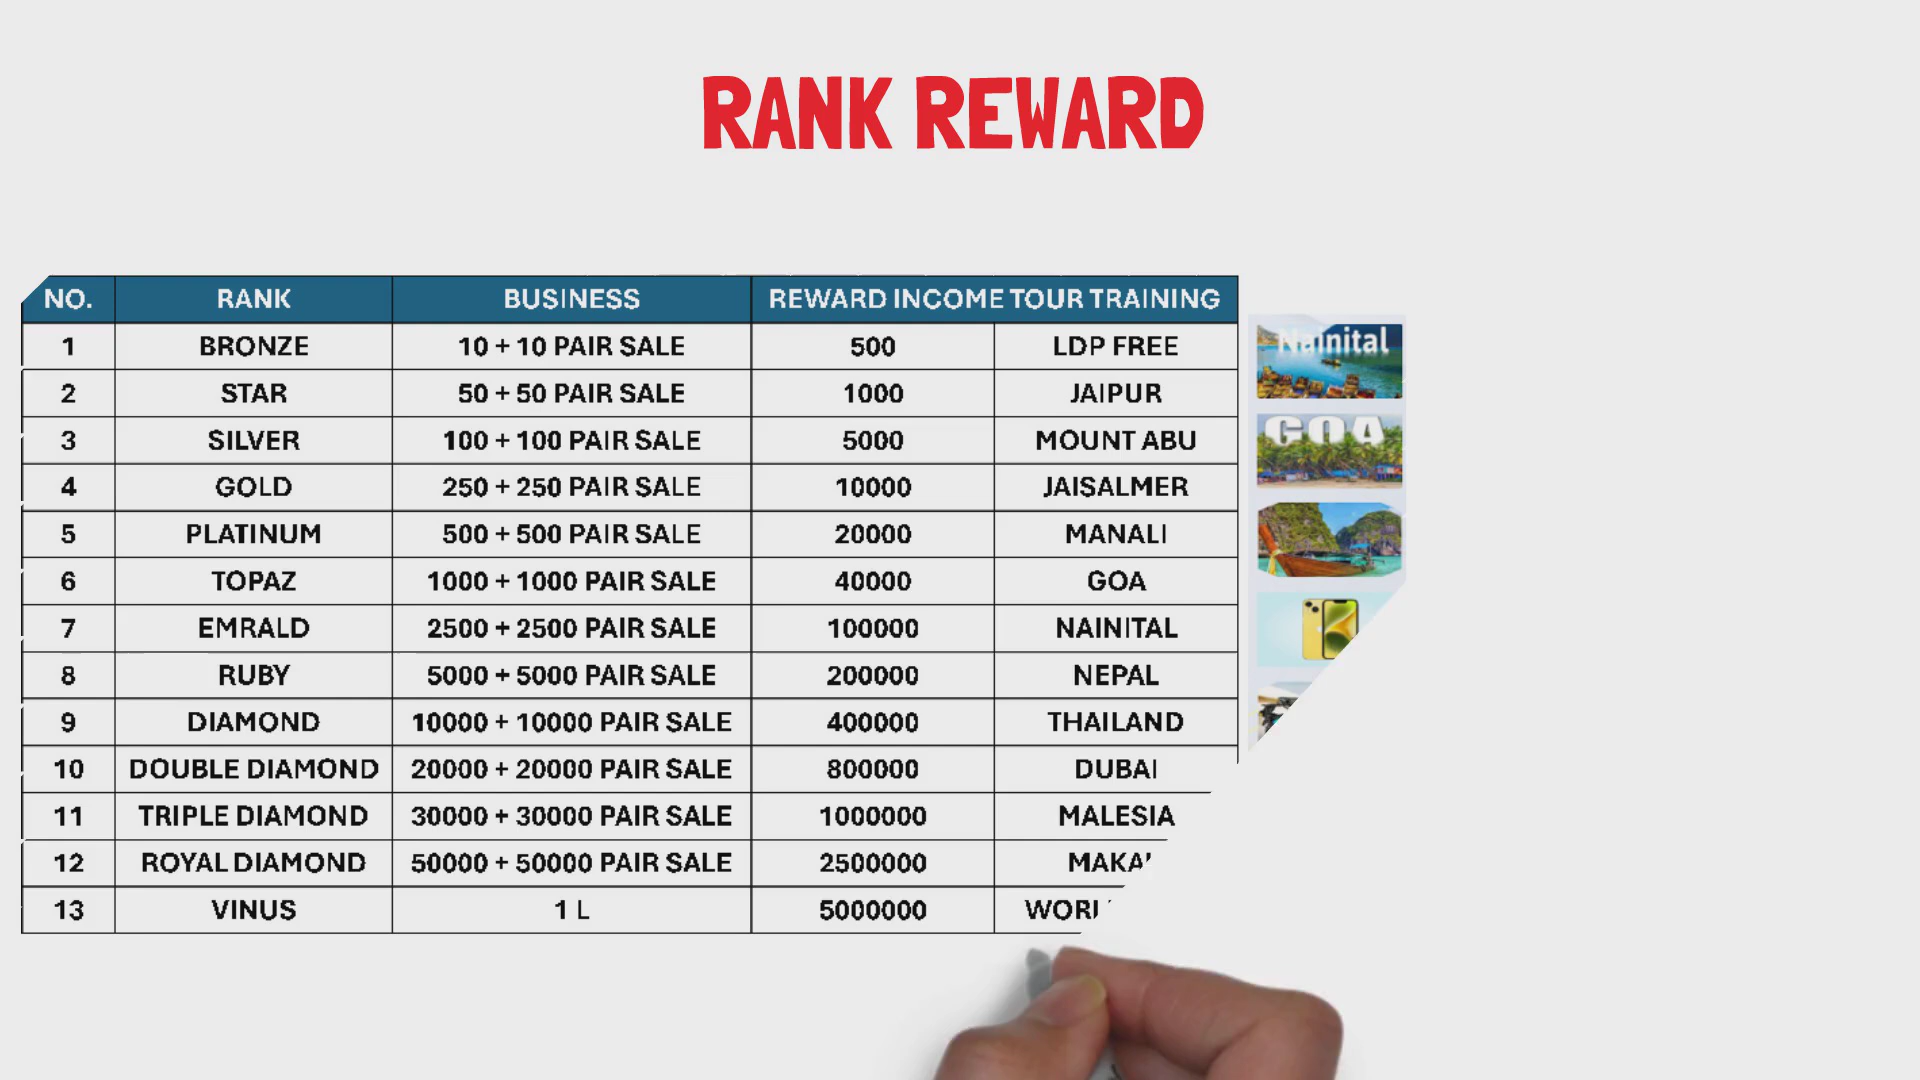 RANK REWARD
NO. RANK BUSINESS REWARD INCOME TOUR TRAINING
1 BRONZE 10 + 10 PAIR SALE 500 LDP FREE
2 STAR 50 + 50 PAIR SALE 1000 JAIPUR
3 SILVER 100 + 100 PAIR SALE 5000 MOUNT ABU
4 GOLD 250 + 250 PAIR SALE 10000 JAISALMER
5 PLATINUM 500 + 500 PAIR SALE 20000 MANALI
6 TOPAZ 1000 + 1000 PAIR SALE 40000 GOA
7 EMRALD 2500 + 2500 PAIR SALE 100000 NAINITAL
8 RUBY 5000 + 5000 PAIR SALE 200000 NEPAL
9 DIAMOND 10000 + 10000 PAIR SALE 400000 THAILAND
10 DOUBLE DIAMOND 20000 + 20000 PAIR SALE 800000 DUBAI
11 TRIPLE DIAMOND 30000 + 30000 PAIR SALE 1000000 MALESIA
12 ROYAL DIAMOND 50000 + 50000 PAIR SALE 2500000
13 VINUS 1 L 5000000
Nainital
GOA